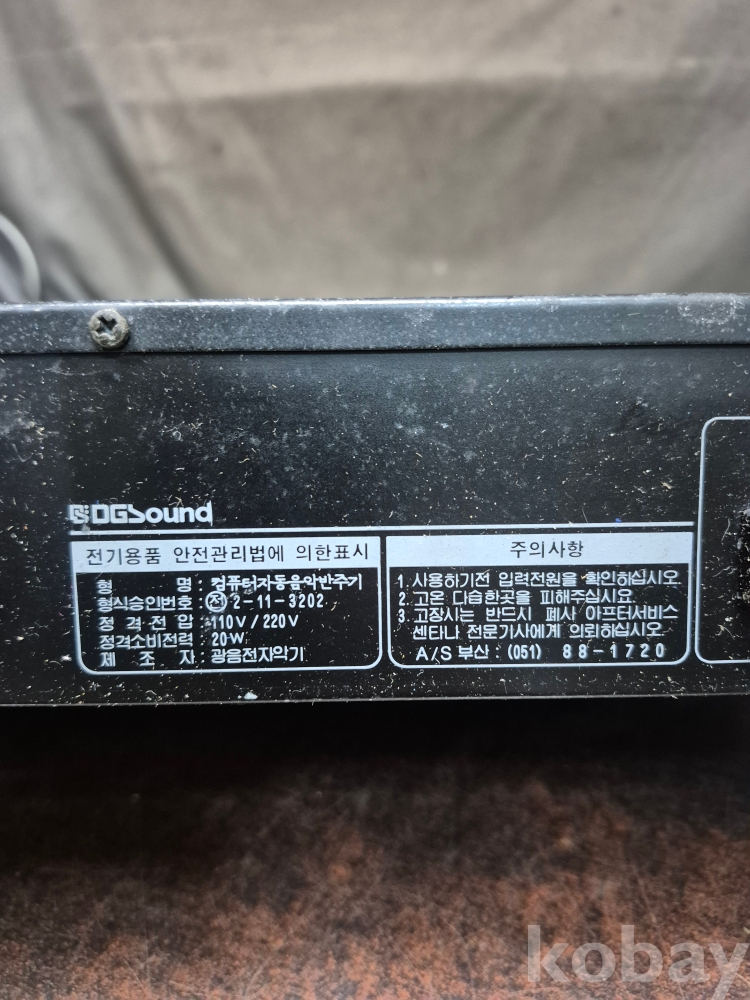 DGSound
전기용품 안전관리법에 의한표시
형 명 : 컴퓨터자동음악반주기
형식승인번호 : 전 2-11-3202
정 격 전 압 : 110V / 220V
정격소비전력 : 20W
제 조 자 : 광음전자악기
주의사항
1. 사용하기전 입력전원을 확인하십시오.
2. 고온 다습한곳을 피해주십시요.
3. 고장시는 반드시 폐사 아프터서비스
센타나 전문기사에게 의뢰하십시오.
A/S 부산 : (051) 88-1720
kobay